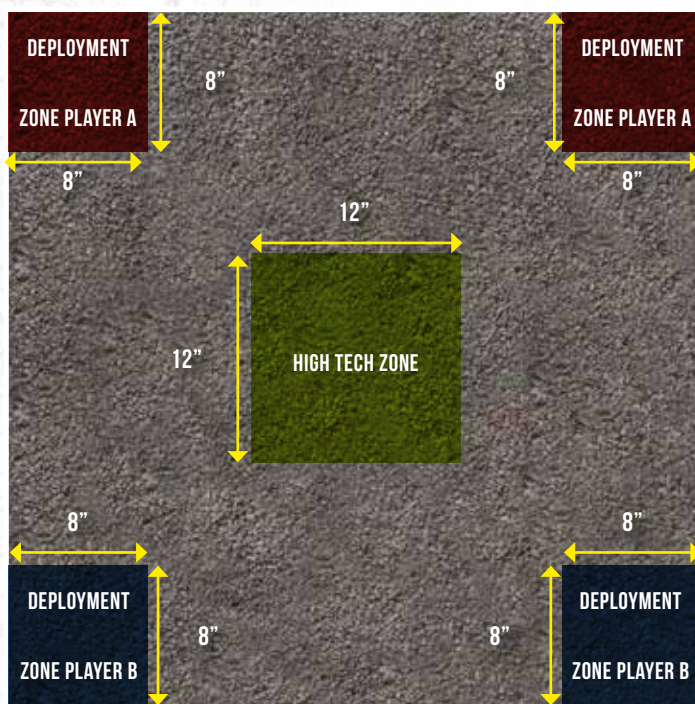 DEPLOYMENT
ZONE PLAYER A
8”
8”
DEPLOYMENT
ZONE PLAYER A
8”
8”
12”
12”
HIGH TECH ZONE
8”
8”
DEPLOYMENT
ZONE PLAYER B
8”
8”
DEPLOYMENT
ZONE PLAYER B